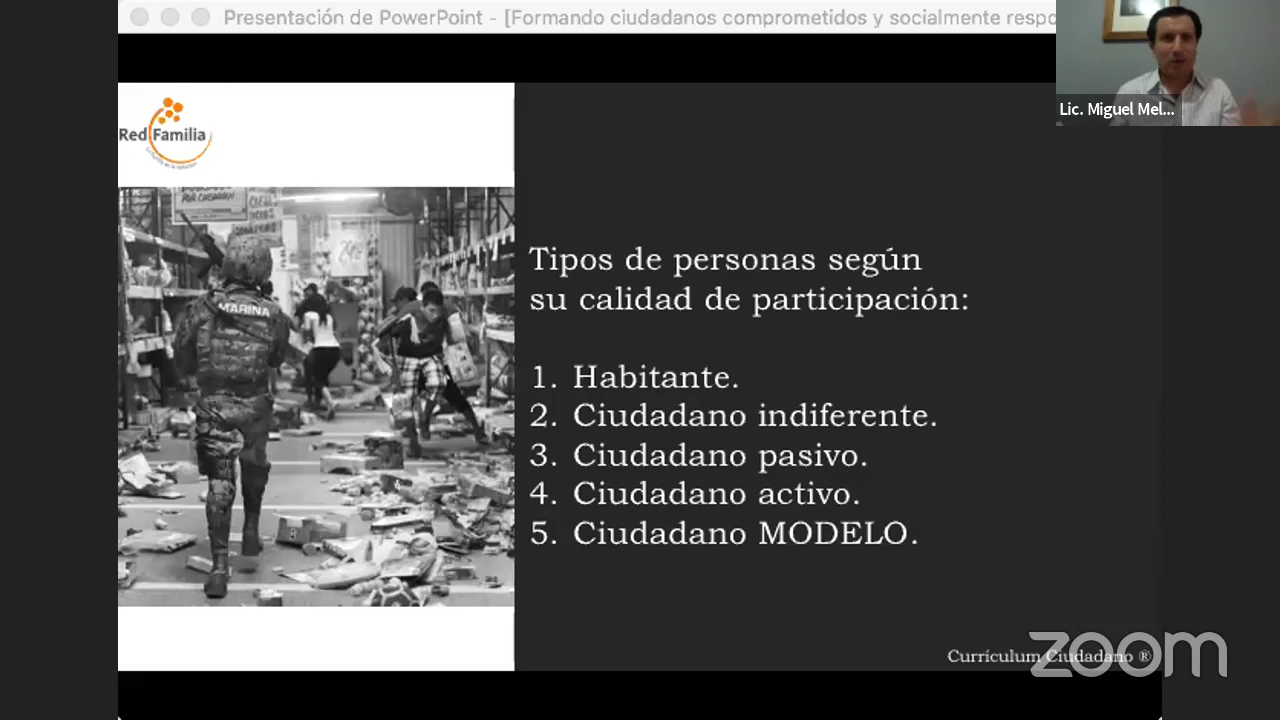 Presentación de PowerPoint - [Formando ciudadanos comprometidos y socialmente respo
Lic. Miguel Mel...
Red Familia
MARINA
Tipos de personas según
su calidad de participación:
1. Habitante.
2. Ciudadano indiferente.
3. Ciudadano pasivo.
4. Ciudadano activo.
5. Ciudadano MODELO.
Currículum Ciudadano ®
zoom